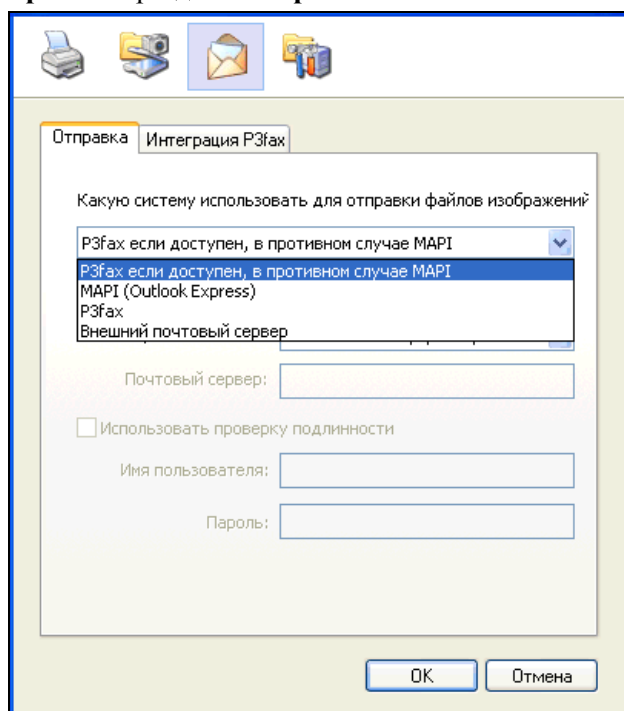 Отправка
Интеграция P3fax
Какую систему использовать для отправки файлов изображений
P3fax если доступен, в противном случае MAPI
P3fax если доступен, в противном случае MAPI
MAPI (Outlook Express)
P3fax
Внешний почтовый сервер
Почтовый сервер:
Использовать проверку подлинности
Имя пользователя:
Пароль:
OK
Отмена